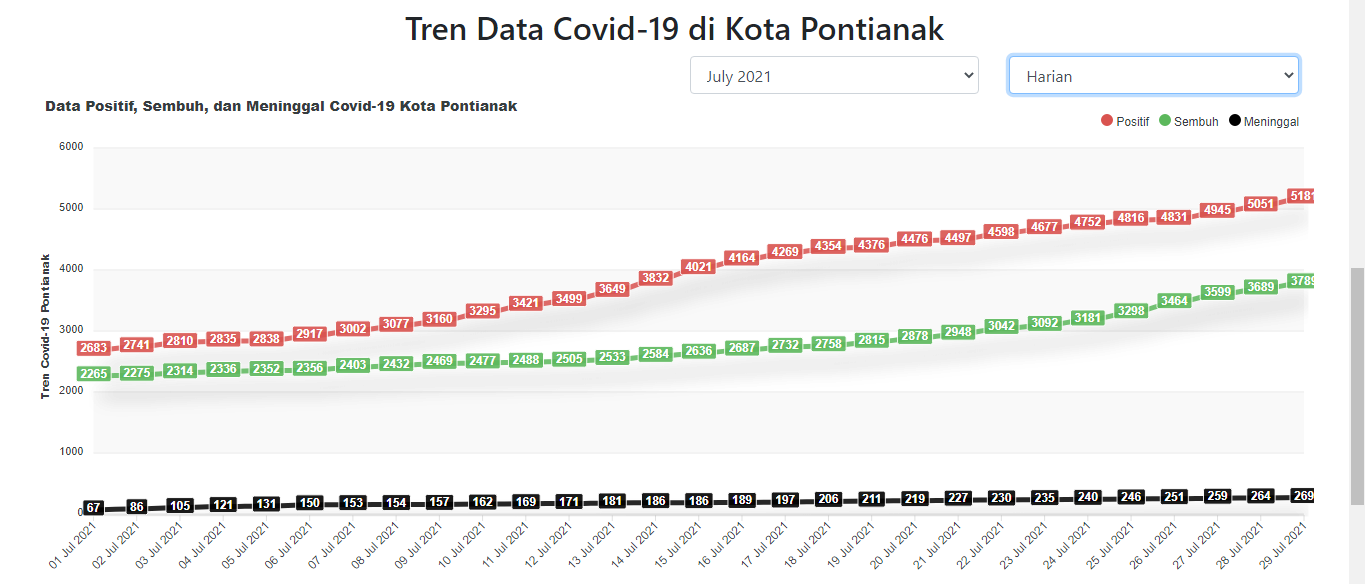 Tren Data Covid-19 di Kota Pontianak
July 2021 Harian
Data Positif, Sembuh, dan Meninggal Covid-19 Kota Pontianak
Positif Sembuh Meninggal
Tren Covid-19 Pontianak
6000
5000
4000
3000
2000
1000
0
2683 2741 2810 2835 2838 2917 3002 3077 3160 3295 3421 3499 3649 3832 4021 4164 4269 4354 4376 4476 4497 4598 4677 4752 4816 4831 4945 5051 5181
2265 2275 2314 2336 2352 2356 2403 2432 2469 2477 2488 2505 2533 2584 2636 2687 2732 2758 2815 2878 2948 3042 3092 3181 3298 3464 3599 3689 3789
67 86 105 121 131 150 153 154 157 162 169 171 181 186 186 189 197 206 211 219 227 230 235 240 246 251 259 264 269
01 Jul 2021 02 Jul 2021 03 Jul 2021 04 Jul 2021 05 Jul 2021 06 Jul 2021 07 Jul 2021 08 Jul 2021 09 Jul 2021 10 Jul 2021 11 Jul 2021 12 Jul 2021 13 Jul 2021 14 Jul 2021 15 Jul 2021 16 Jul 2021 17 Jul 2021 18 Jul 2021 19 Jul 2021 20 Jul 2021 21 Jul 2021 22 Jul 2021 23 Jul 2021 24 Jul 2021 25 Jul 2021 26 Jul 2021 27 Jul 2021 28 Jul 2021 29 Jul 2021